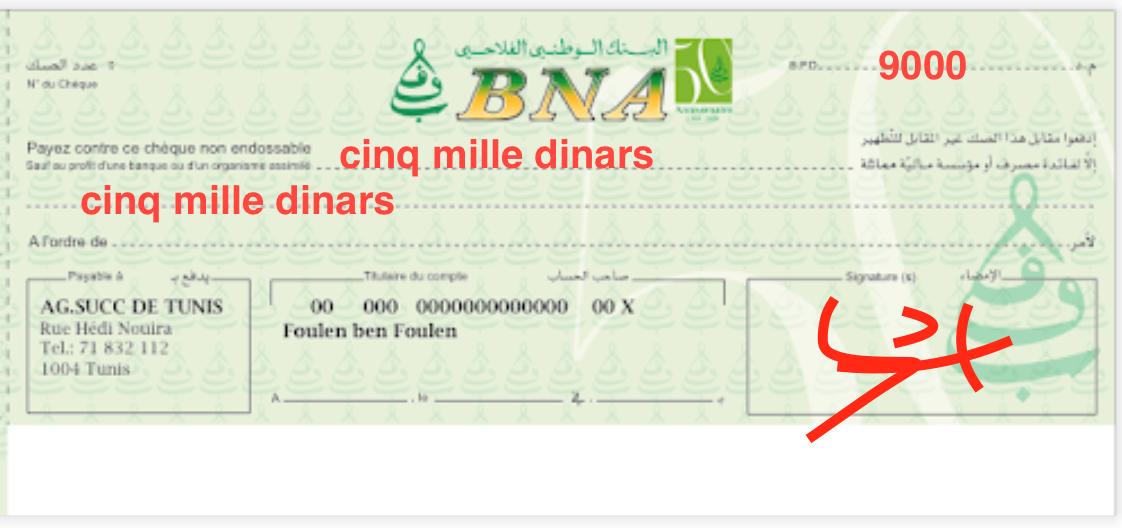 عدد الصك
N° du Chèque
البنك الوطني الفلاحي
BNA
B.P.D. 9000 م.د
Payez contre ce chèque non endossable cinq mille dinars إدفعوا مقابل هذا الصك غير القابل للتظهير
Sauf au profit d'une banque ou d'un organisme assimilé إلا لفائدة مصرف أو مؤسسة مالية مماثلة
cinq mille dinars
A l'ordre de لأمر
Payable à يدفع بـ
AG.SUCC DE TUNIS
Rue Hédi Nouira
Tel.: 71 832 112
1004 Tunis
Titulaire du compte صاحب الحساب
00 000 0000000000000 00 X
Foulen ben Foulen
A , le في بـ
Signature (s) الإمضاء